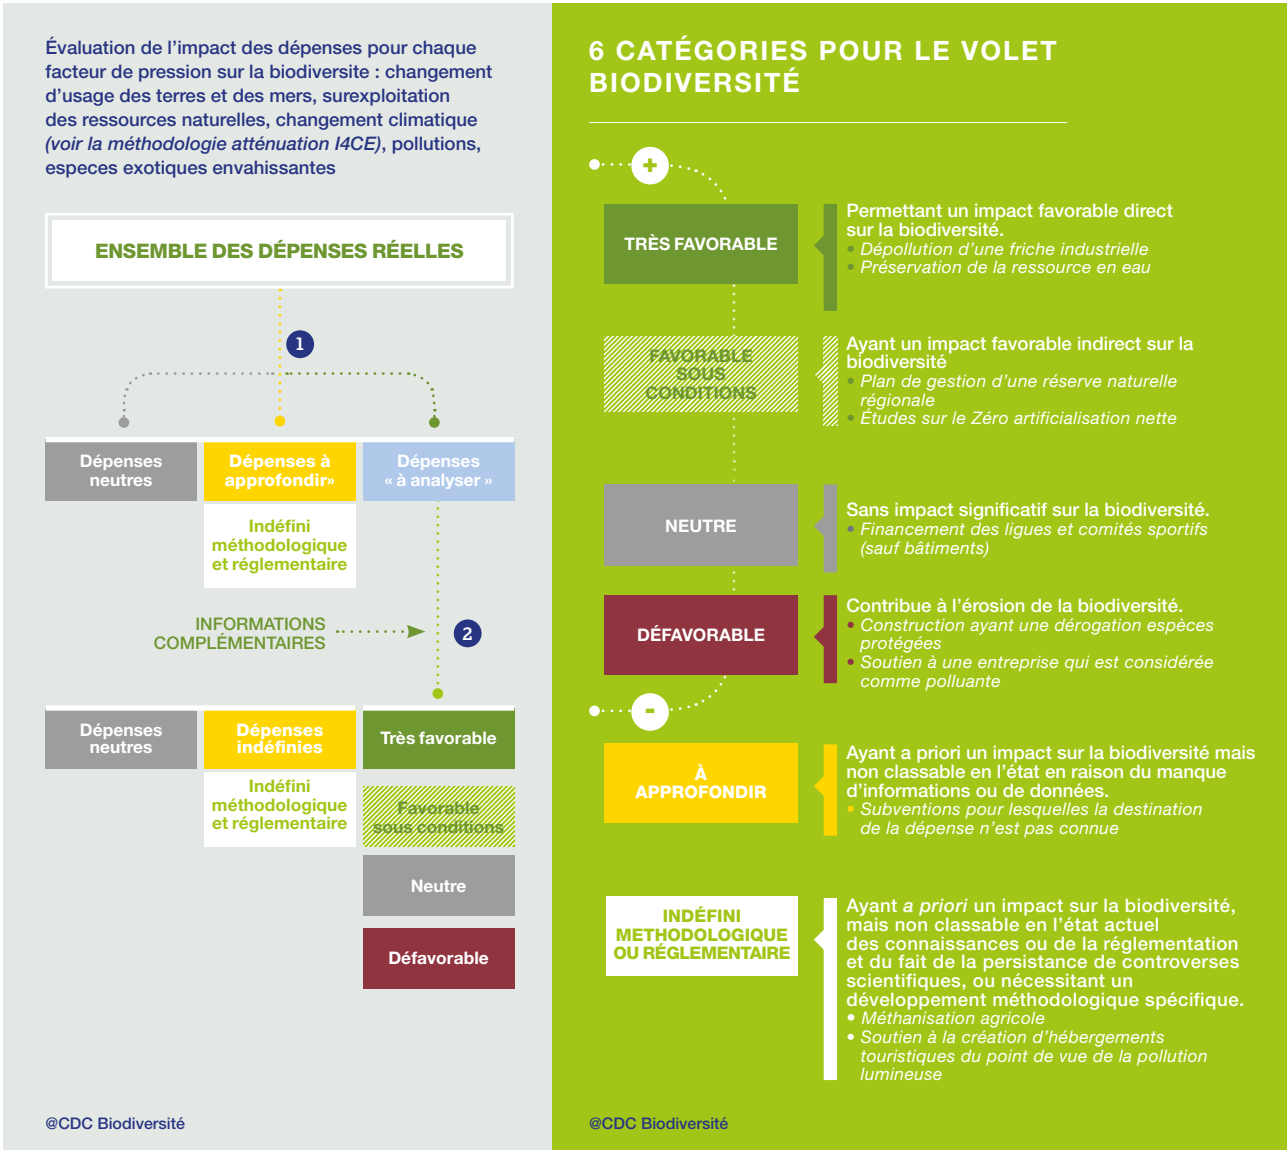 Évaluation de l'impact des dépenses pour chaque
facteur de pression sur la biodiversite : changement
d'usage des terres et des mers, surexploitation
des ressources naturelles, changement climatique
(voir la méthodologie atténuation I4CE), pollutions,
especes exotiques envahissantes
ENSEMBLE DES DÉPENSES RÉELLES
1
Dépenses
neutres
Dépenses à
approfondir»
Dépenses
« à analyser »
Indéfini
méthodologique
et réglementaire
INFORMATIONS
COMPLÉMENTAIRES
2
Dépenses
neutres
Dépenses
indéfinies
Très favorable
Indéfini
méthodologique
et réglementaire
Favorable
sous conditions
Neutre
Défavorable
@CDC Biodiversité
6 CATÉGORIES POUR LE VOLET
BIODIVERSITÉ
+
TRÈS FAVORABLE
Permettant un impact favorable direct
sur la biodiversité.
• Dépollution d'une friche industrielle
• Préservation de la ressource en eau
FAVORABLE
SOUS
CONDITIONS
Ayant un impact favorable indirect sur la
biodiversité
• Plan de gestion d'une réserve naturelle
régionale
• Études sur le Zéro artificialisation nette
NEUTRE
Sans impact significatif sur la biodiversité.
• Financement des ligues et comités sportifs
(sauf bâtiments)
DÉFAVORABLE
Contribue à l'érosion de la biodiversité.
• Construction ayant une dérogation espèces
protégées
• Soutien à une entreprise qui est considérée
comme polluante
-
À
APPROFONDIR
Ayant a priori un impact sur la biodiversité mais
non classable en l'état en raison du manque
d'informations ou de données.
• Subventions pour lesquelles la destination
de la dépense n'est pas connue
INDÉFINI
METHODOLOGIQUE
OU RÉGLEMENTAIRE
Ayant a priori un impact sur la biodiversité,
mais non classable en l'état actuel
des connaissances ou de la réglementation
et du fait de la persistance de controverses
scientifiques, ou nécessitant un
développement méthodologique spécifique.
• Méthanisation agricole
• Soutien à la création d'hébergements
touristiques du point de vue de la pollution
lumineuse
@CDC Biodiversité